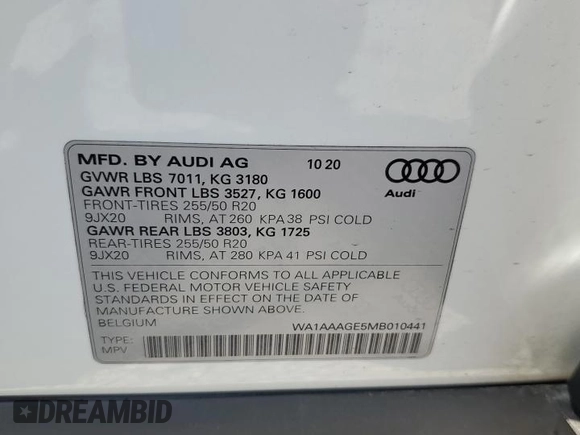 MFD. BY AUDI AG 10 20
GVWR LBS 7011, KG 3180
GAWR FRONT LBS 3527, KG 1600
FRONT-TIRES 255/50 R20
9JX20 RIMS, AT 260 KPA 38 PSI COLD
GAWR REAR LBS 3803, KG 1725
REAR-TIRES 255/50 R20
9JX20 RIMS, AT 280 KPA 41 PSI COLD
Audi
THIS VEHICLE CONFORMS TO ALL APPLICABLE
U.S. FEDERAL MOTOR VEHICLE SAFETY
STANDARDS IN EFFECT ON THE DATE OF
MANUFACTURE SHOWN ABOVE.
BELGIUM WA1AAAGE5MB010441
TYPE:
MPV
DREAMBID